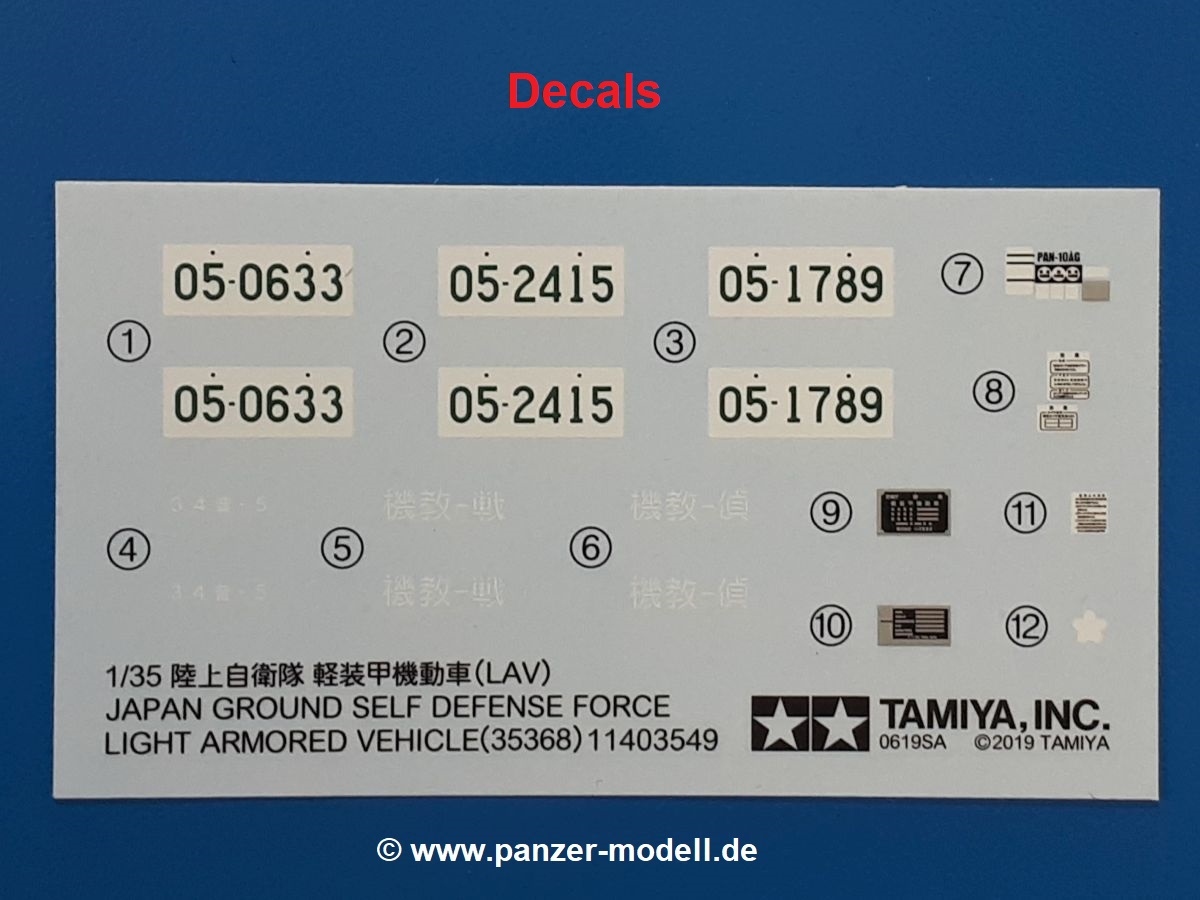 Decals
05-0633
05-2415
05-1789
⑦
PAN-10AG
①
②
③
05-0633
05-2415
05-1789
⑧
機教-戦
機教-偵
⑨
⑪
④
⑤
⑥
機教-戦
機教-偵
⑩
⑫
1/35 陸上自衛隊 軽装甲機動車(LAV)
JAPAN GROUND SELF DEFENSE FORCE
LIGHT ARMORED VEHICLE(35368)11403549
TAMIYA, INC.
0619SA ©2019 TAMIYA
© www.panzer-modell.de